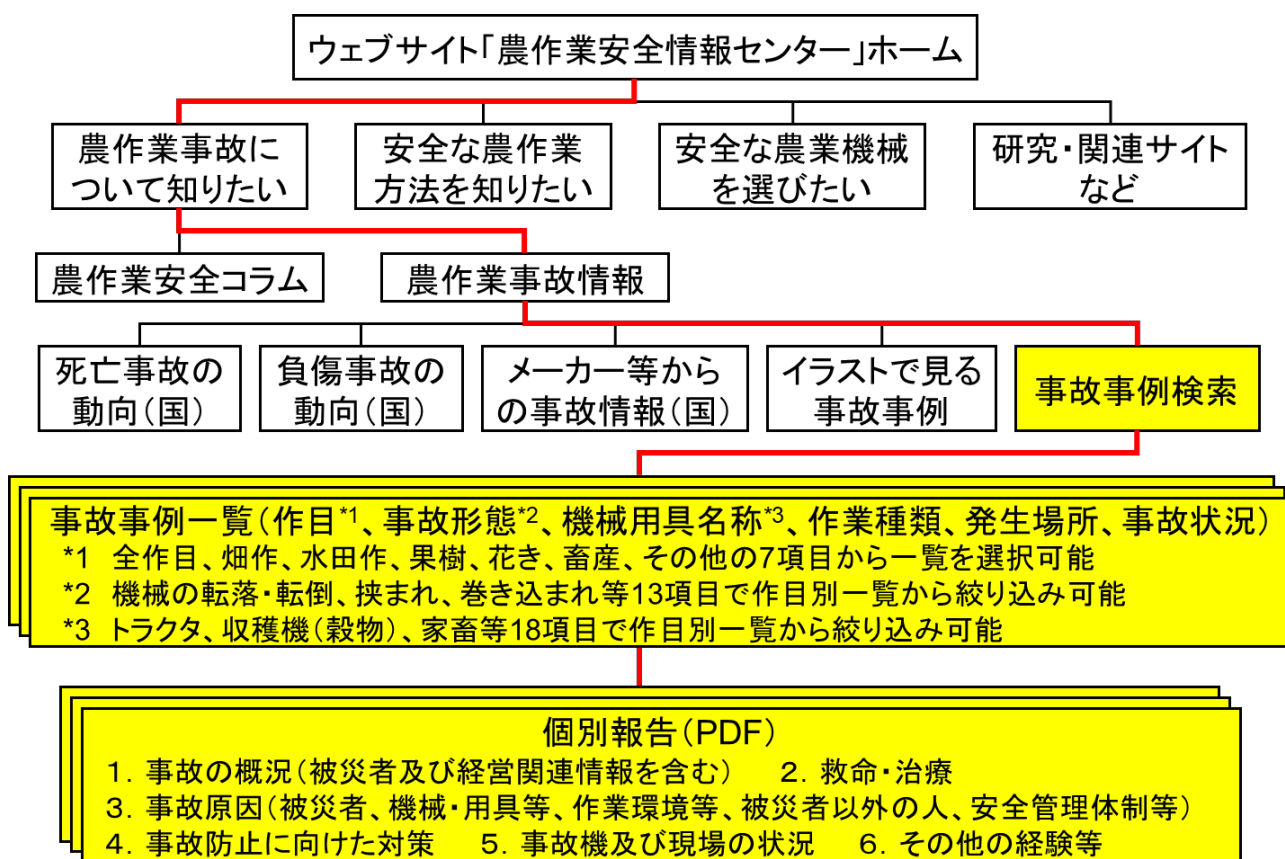 ウェブサイト「農作業安全情報センター」ホーム
農作業事故に
ついて知りたい
安全な農作業
方法を知りたい
安全な農業機械
を選びたい
研究・関連サイト
など
農作業安全コラム
農作業事故情報
死亡事故の
動向（国）
負傷事故の
動向（国）
メーカー等から
の事故情報（国）
イラストで見る
事故事例
事故事例検索
事故事例一覧（作目*1、事故形態*2、機械用具名称*3、作業種類、発生場所、事故状況）
*1 全作目、畑作、水田作、果樹、花き、畜産、その他の7項目から一覧を選択可能
*2 機械の転落・転倒、挟まれ、巻き込まれ等13項目で作目別一覧から絞り込み可能
*3 トラクタ、収穫機（穀物）、家畜等18項目で作目別一覧から絞り込み可能
個別報告（PDF）
１．事故の概況（被災者及び経営関連情報を含む） ２．救命・治療
３．事故原因（被災者、機械・用具等、作業環境等、被災者以外の人、安全管理体制等）
４．事故防止に向けた対策 ５．事故機及び現場の状況 ６．その他の経験等